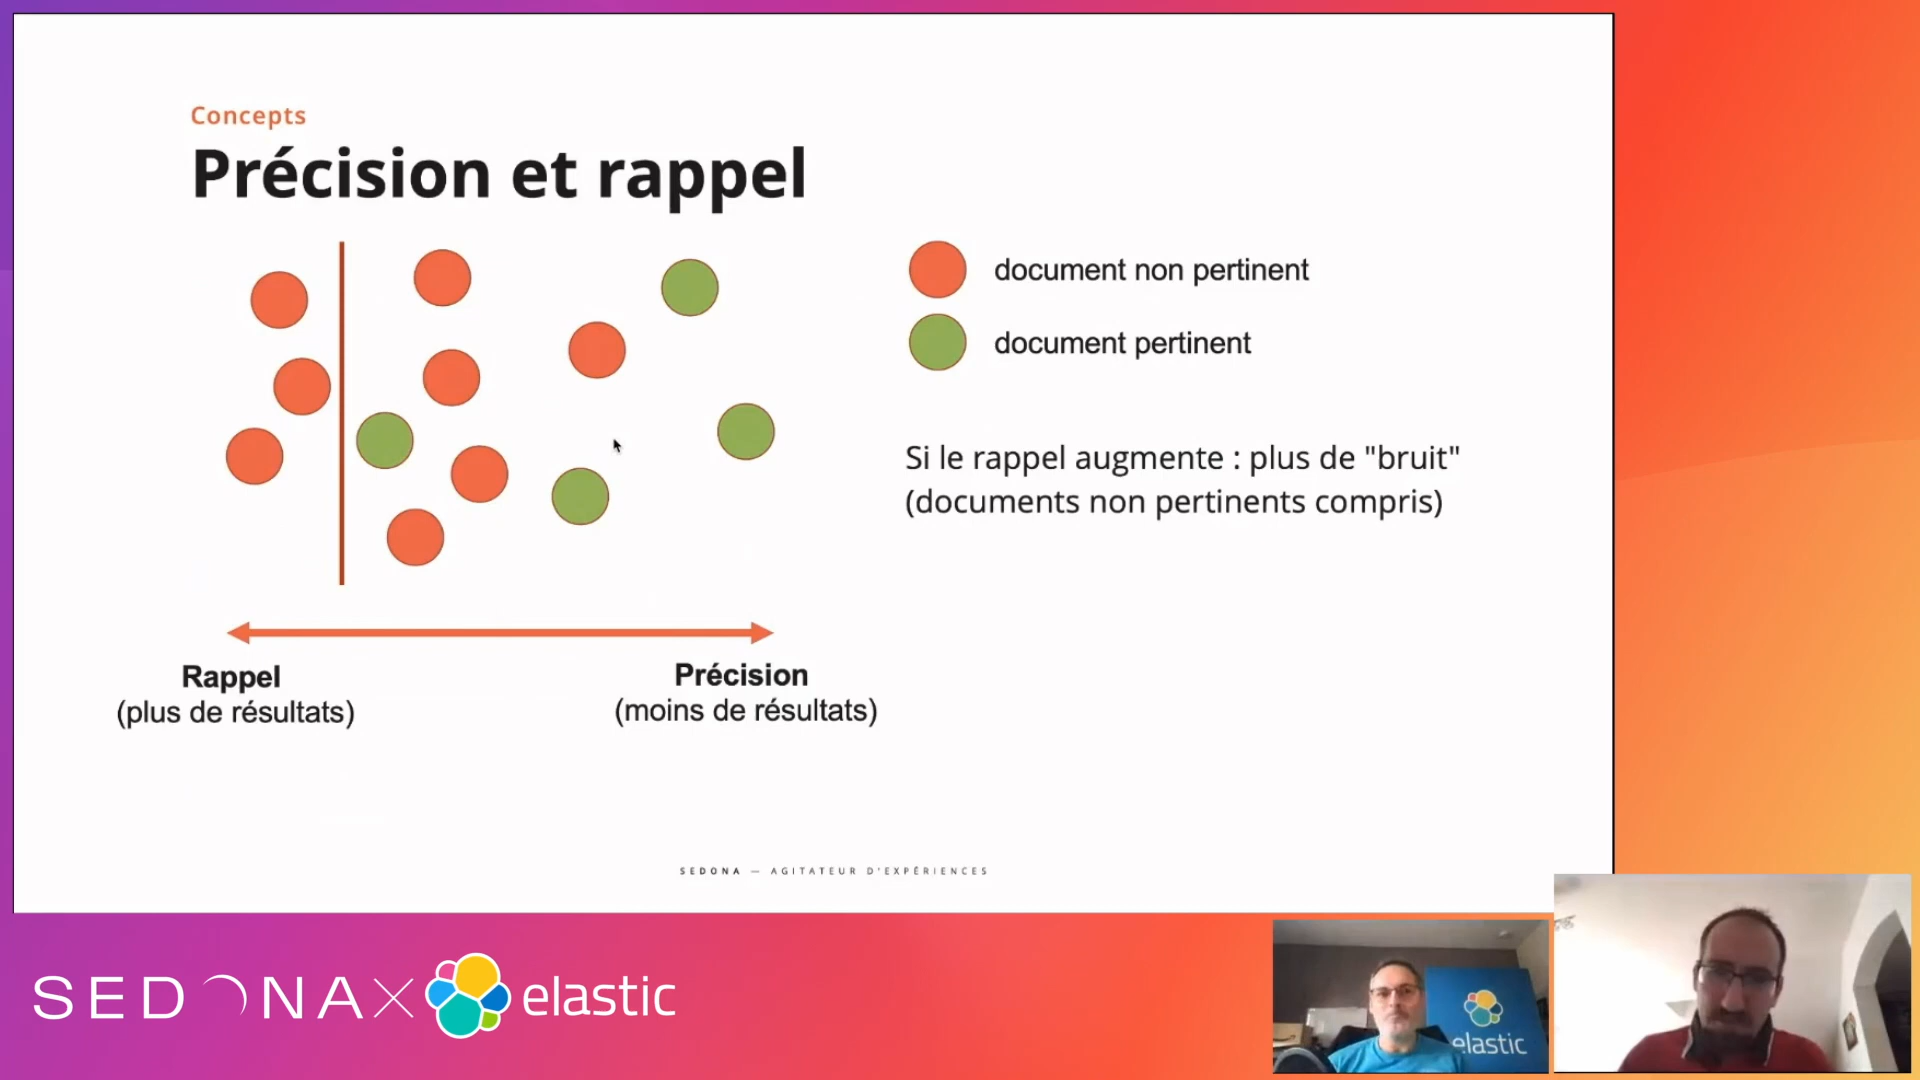 Concepts
Précision et rappel
document non pertinent
document pertinent
Si le rappel augmente : plus de "bruit"
(documents non pertinents compris)
Rappel
(plus de résultats)
Précision
(moins de résultats)
SEDONA — AGITATEUR D'EXPÉRIENCES
SEDONA X elastic
elastic